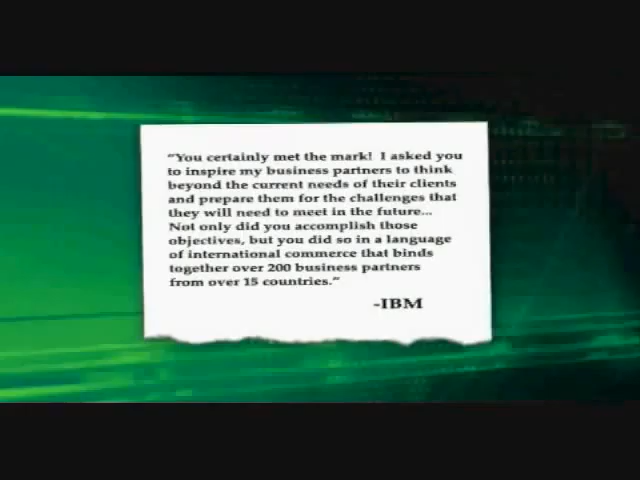 "You certainly met the mark!  I asked you
to inspire my business partners to think
beyond the current needs of their clients
and prepare them for the challenges that
they will need to meet in the future...
Not only did you accomplish those
objectives, but you did so in a language
of international commerce that binds
together over 200 business partners
from over 15 countries."
-IBM